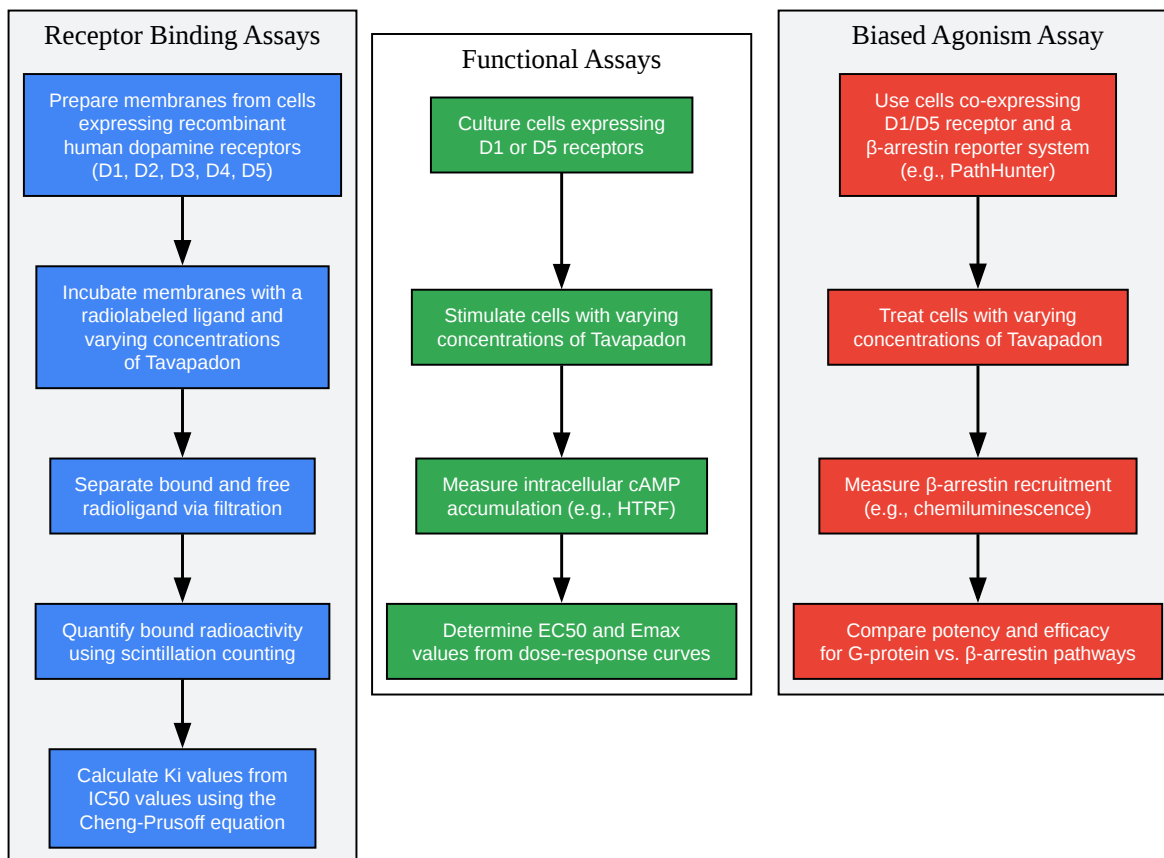 Receptor Binding Assays
Prepare membranes from cells
expressing recombinant
human dopamine receptors
(D1, D2, D3, D4, D5)
Incubate membranes with a
radiolabeled ligand and
varying concentrations
of Tavapadon
Separate bound and free
radioligand via filtration
Quantify bound radioactivity
using scintillation counting
Calculate Ki values from
IC50 values using the
Cheng-Prusoff equation
Functional Assays
Culture cells expressing
D1 or D5 receptors
Stimulate cells with varying
concentrations of Tavapadon
Measure intracellular cAMP
accumulation (e.g., HTRF)
Determine EC50 and Emax
values from dose-response curves
Biased Agonism Assay
Use cells co-expressing
D1/D5 receptor and a
β-arrestin reporter system
(e.g., PathHunter)
Treat cells with varying
concentrations of Tavapadon
Measure β-arrestin recruitment
(e.g., chemiluminescence)
Compare potency and efficacy
for G-protein vs. β-arrestin pathways